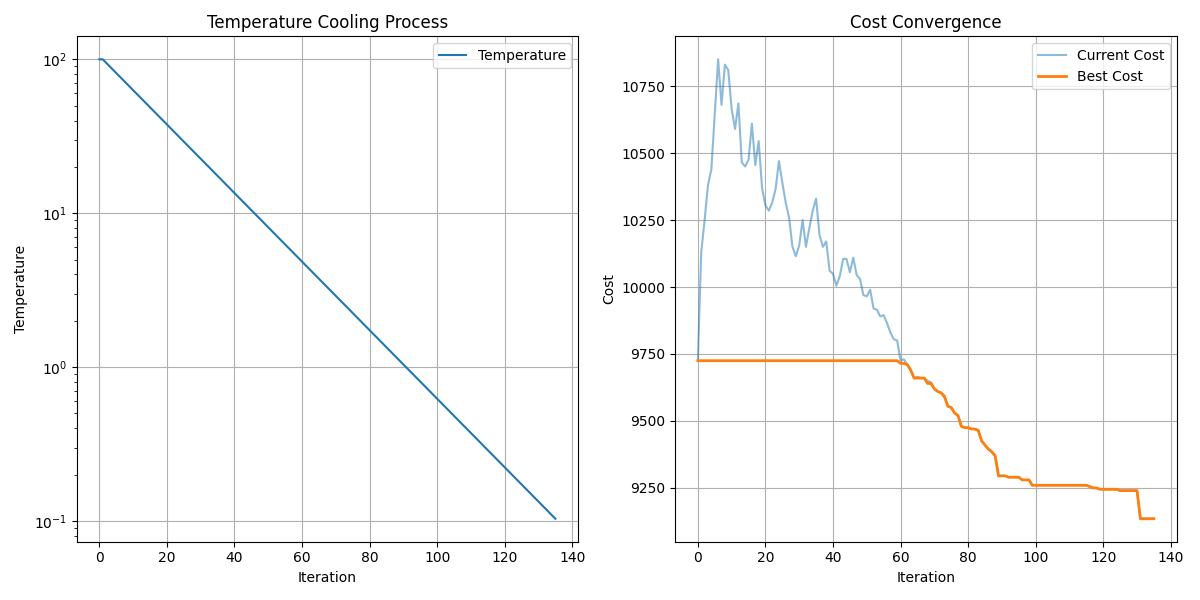 Temperature Cooling Process
Temperature
10²
10¹
10⁰
10⁻¹
Temperature
0 20 40 60 80 100 120 140
Iteration
Cost Convergence
Current Cost
Best Cost
10750
10500
10250
10000
9750
9500
9250
Cost
0 20 40 60 80 100 120 140
Iteration